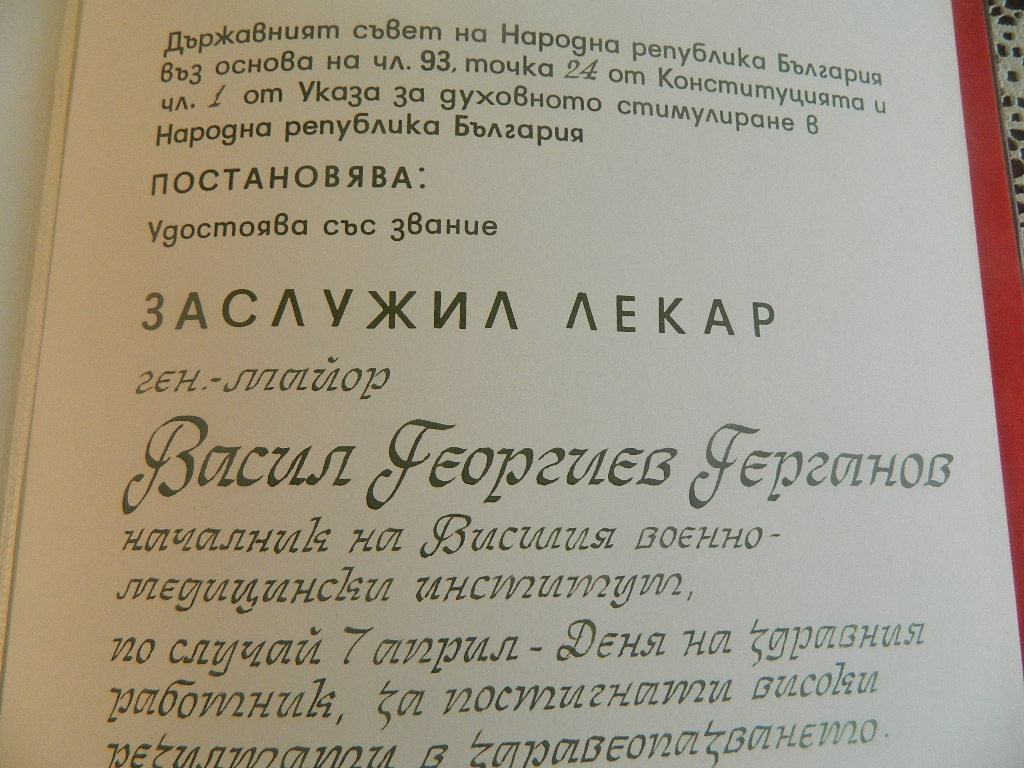 Държавният съвет на Народна република България
въз основа на чл. 93, точка 24 от Конституцията и
чл. 1 от Указа за духовното стимулиране в
Народна република България
ПОСТАНОВЯВА:
Удостоява със звание
ЗАСЛУЖИЛ ЛЕКАР
ген.-майор
Васил Георгиев Герганов
началник на Висшия военно-
медицински институт,
по случай 7 април - Деня на здравния
работник, за постигнати високи
резултати в здравеопазването.